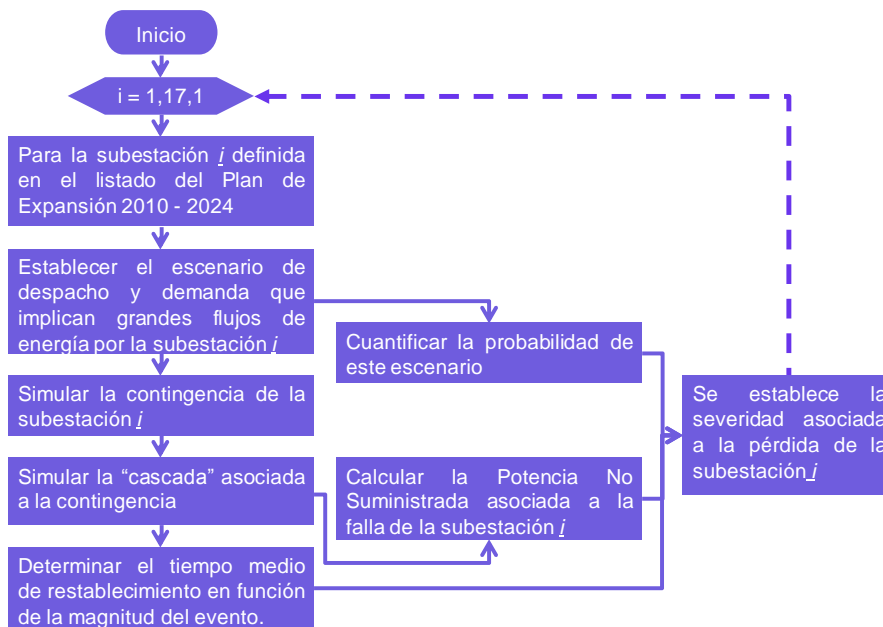 Inicio
i = 1,17,1
Para la subestación i definida
en el listado del Plan de
Expansión 2010 - 2024
Establecer el escenario de
despacho y demanda que
implican grandes flujos de
energía por la subestación i
Cuantificar la probabilidad de
este escenario
Simular la contingencia de la
subestación i
Se establece la
severidad asociada
a la pérdida de la
subestación i
Simular la “cascada” asociada
a la contingencia
Calcular la Potencia No
Suministrada asociada a la
falla de la subestación i
Determinar el tiempo medio
de restablecimiento en función
de la magnitud del evento.